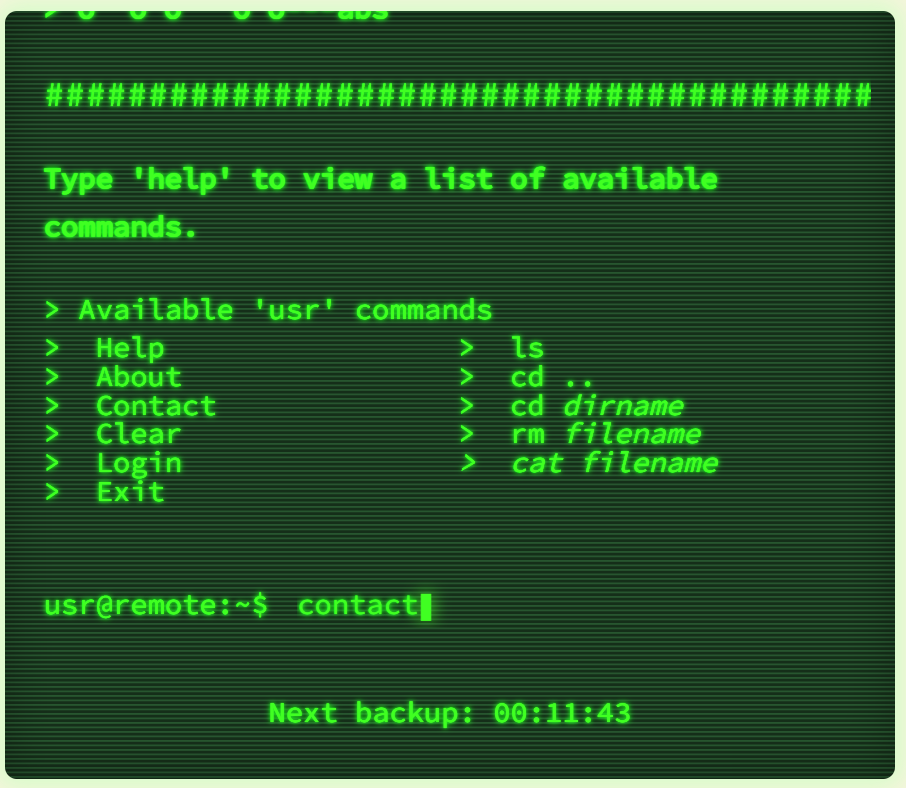 #########################################
Type 'help' to view a list of available
commands.
> Available 'usr' commands
> Help
> About
> Contact
> Clear
> Login
> Exit
> ls
> cd ..
> cd dirname
> rm filename
> cat filename
usr@remote:~$ contact
Next backup: 00:11:43